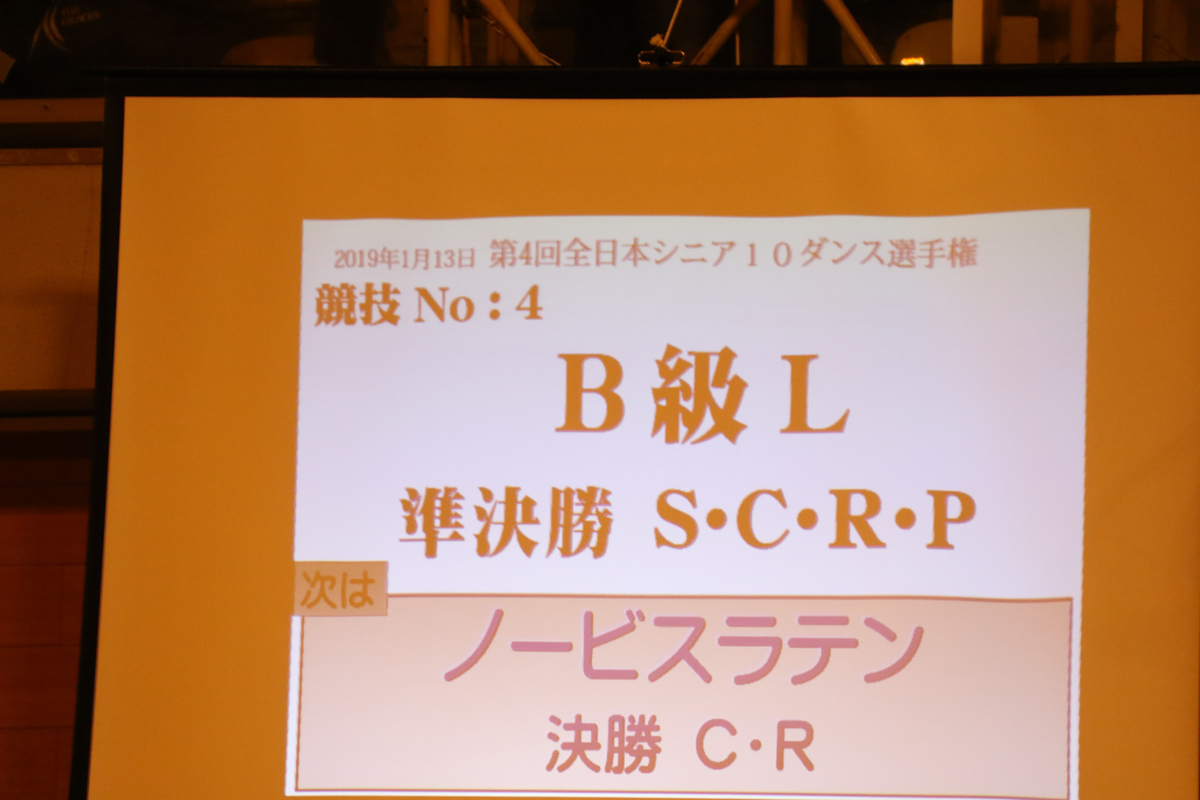 2019年1月13日 第4回全日本シニア１０ダンス選手権
競技 No：4
B 級 L
準決勝 S・C・R・P
次は
ノービスラテン
決勝 C・R